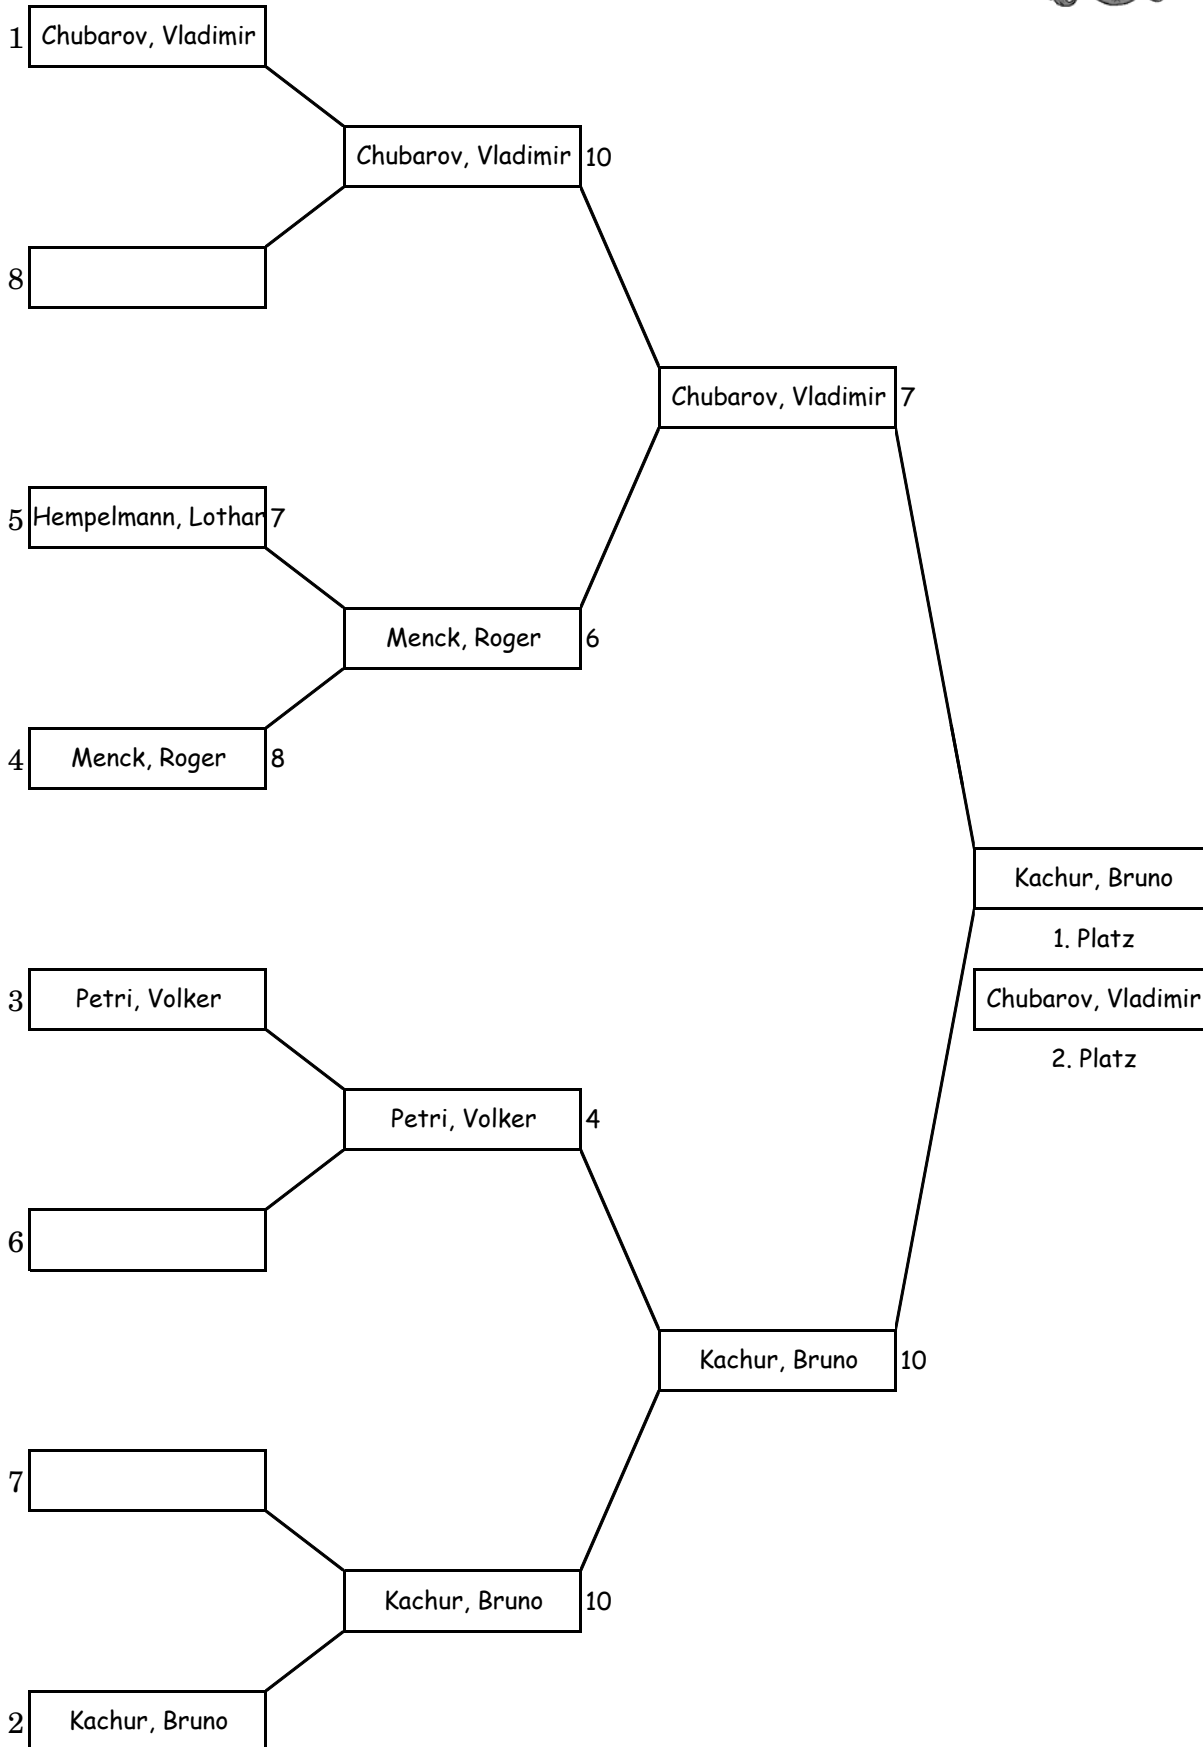 1 Chubarov, Vladimir
Chubarov, Vladimir 10
8
Chubarov, Vladimir 7
5 Hempelmann, Lothar 7
Menck, Roger 6
4 Menck, Roger 8
Kachur, Bruno
1. Platz
3 Petri, Volker
Chubarov, Vladimir
2. Platz
Petri, Volker 4
6
Kachur, Bruno 10
7
Kachur, Bruno 10
2 Kachur, Bruno